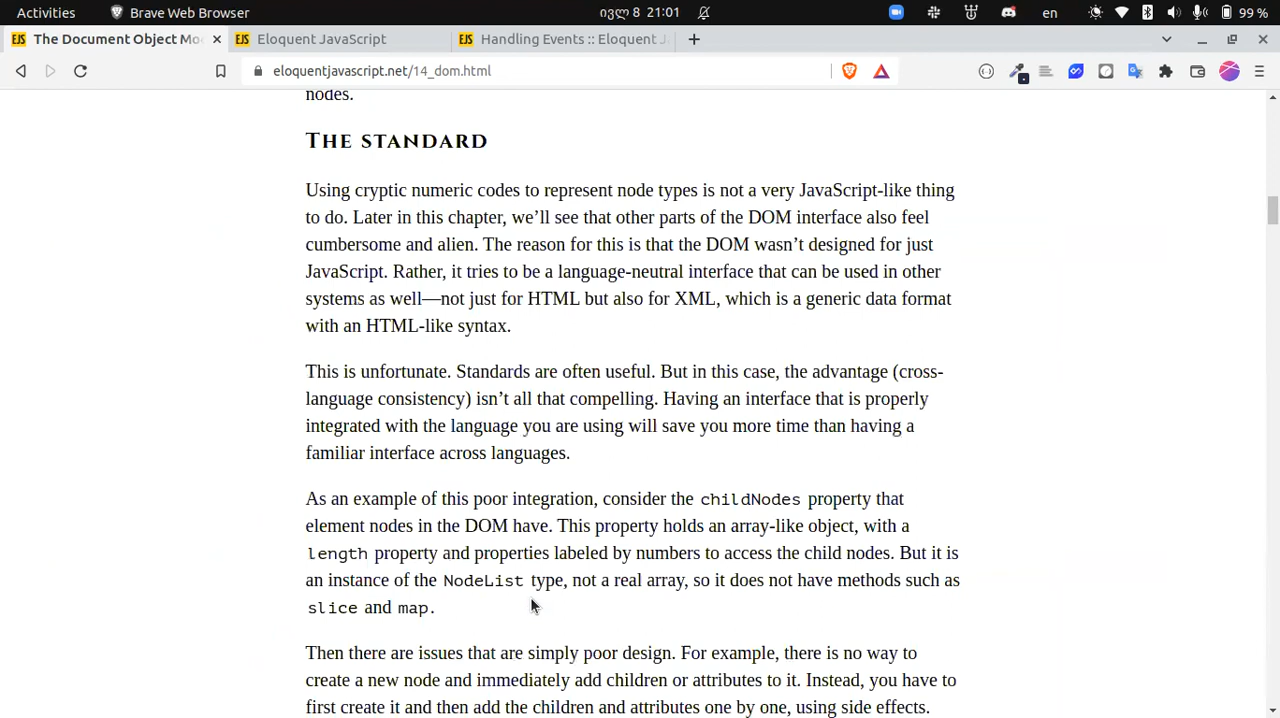 Activities Brave Web Browser ივლ 8 21:01 en 99 %
EJS The Document Object Mo EJS Eloquent JavaScript EJS Handling Events :: Eloquent J
eloquentjavascript.net/14_dom.html
nodes.
THE STANDARD
Using cryptic numeric codes to represent node types is not a very JavaScript-like thing
to do. Later in this chapter, we’ll see that other parts of the DOM interface also feel
cumbersome and alien. The reason for this is that the DOM wasn’t designed for just
JavaScript. Rather, it tries to be a language-neutral interface that can be used in other
systems as well—not just for HTML but also for XML, which is a generic data format
with an HTML-like syntax.
This is unfortunate. Standards are often useful. But in this case, the advantage (cross-
language consistency) isn’t all that compelling. Having an interface that is properly
integrated with the language you are using will save you more time than having a
familiar interface across languages.
As an example of this poor integration, consider the childNodes property that
element nodes in the DOM have. This property holds an array-like object, with a
length property and properties labeled by numbers to access the child nodes. But it is
an instance of the NodeList type, not a real array, so it does not have methods such as
slice and map.
Then there are issues that are simply poor design. For example, there is no way to
create a new node and immediately add children or attributes to it. Instead, you have to
first create it and then add the children and attributes one by one, using side effects.